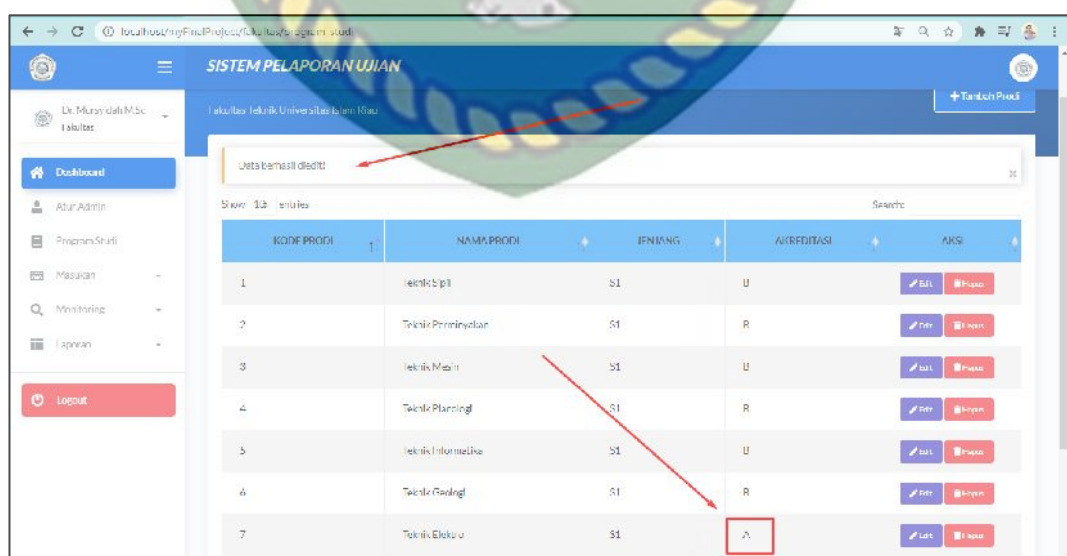 localhost/myFinalProject/fakultas/program_studi
SISTEM PELAPORAN UJIAN
Dr. Mursyidah M.Sc
Fakultas
Fakultas Teknik Universitas Islam Riau
+Tambah Prodi
Dashboard
Atur Admin
Program Studi
Masukan
Monitoring
Laporan
Logout
Data berhasil diedit!
Show 10 entries
Search:
KODE PRODI NAMA PRODI JENJANG AKREDITASI AKSI
1 Teknik Sipil S1 B Edit Hapus
2 Teknik Perminyakan S1 B Edit Hapus
3 Teknik Mesin S1 B Edit Hapus
4 Teknik Planologi S1 B Edit Hapus
5 Teknik Informatika S1 B Edit Hapus
6 Teknik Geologi S1 B Edit Hapus
7 Teknik Elektro S1 A Edit Hapus